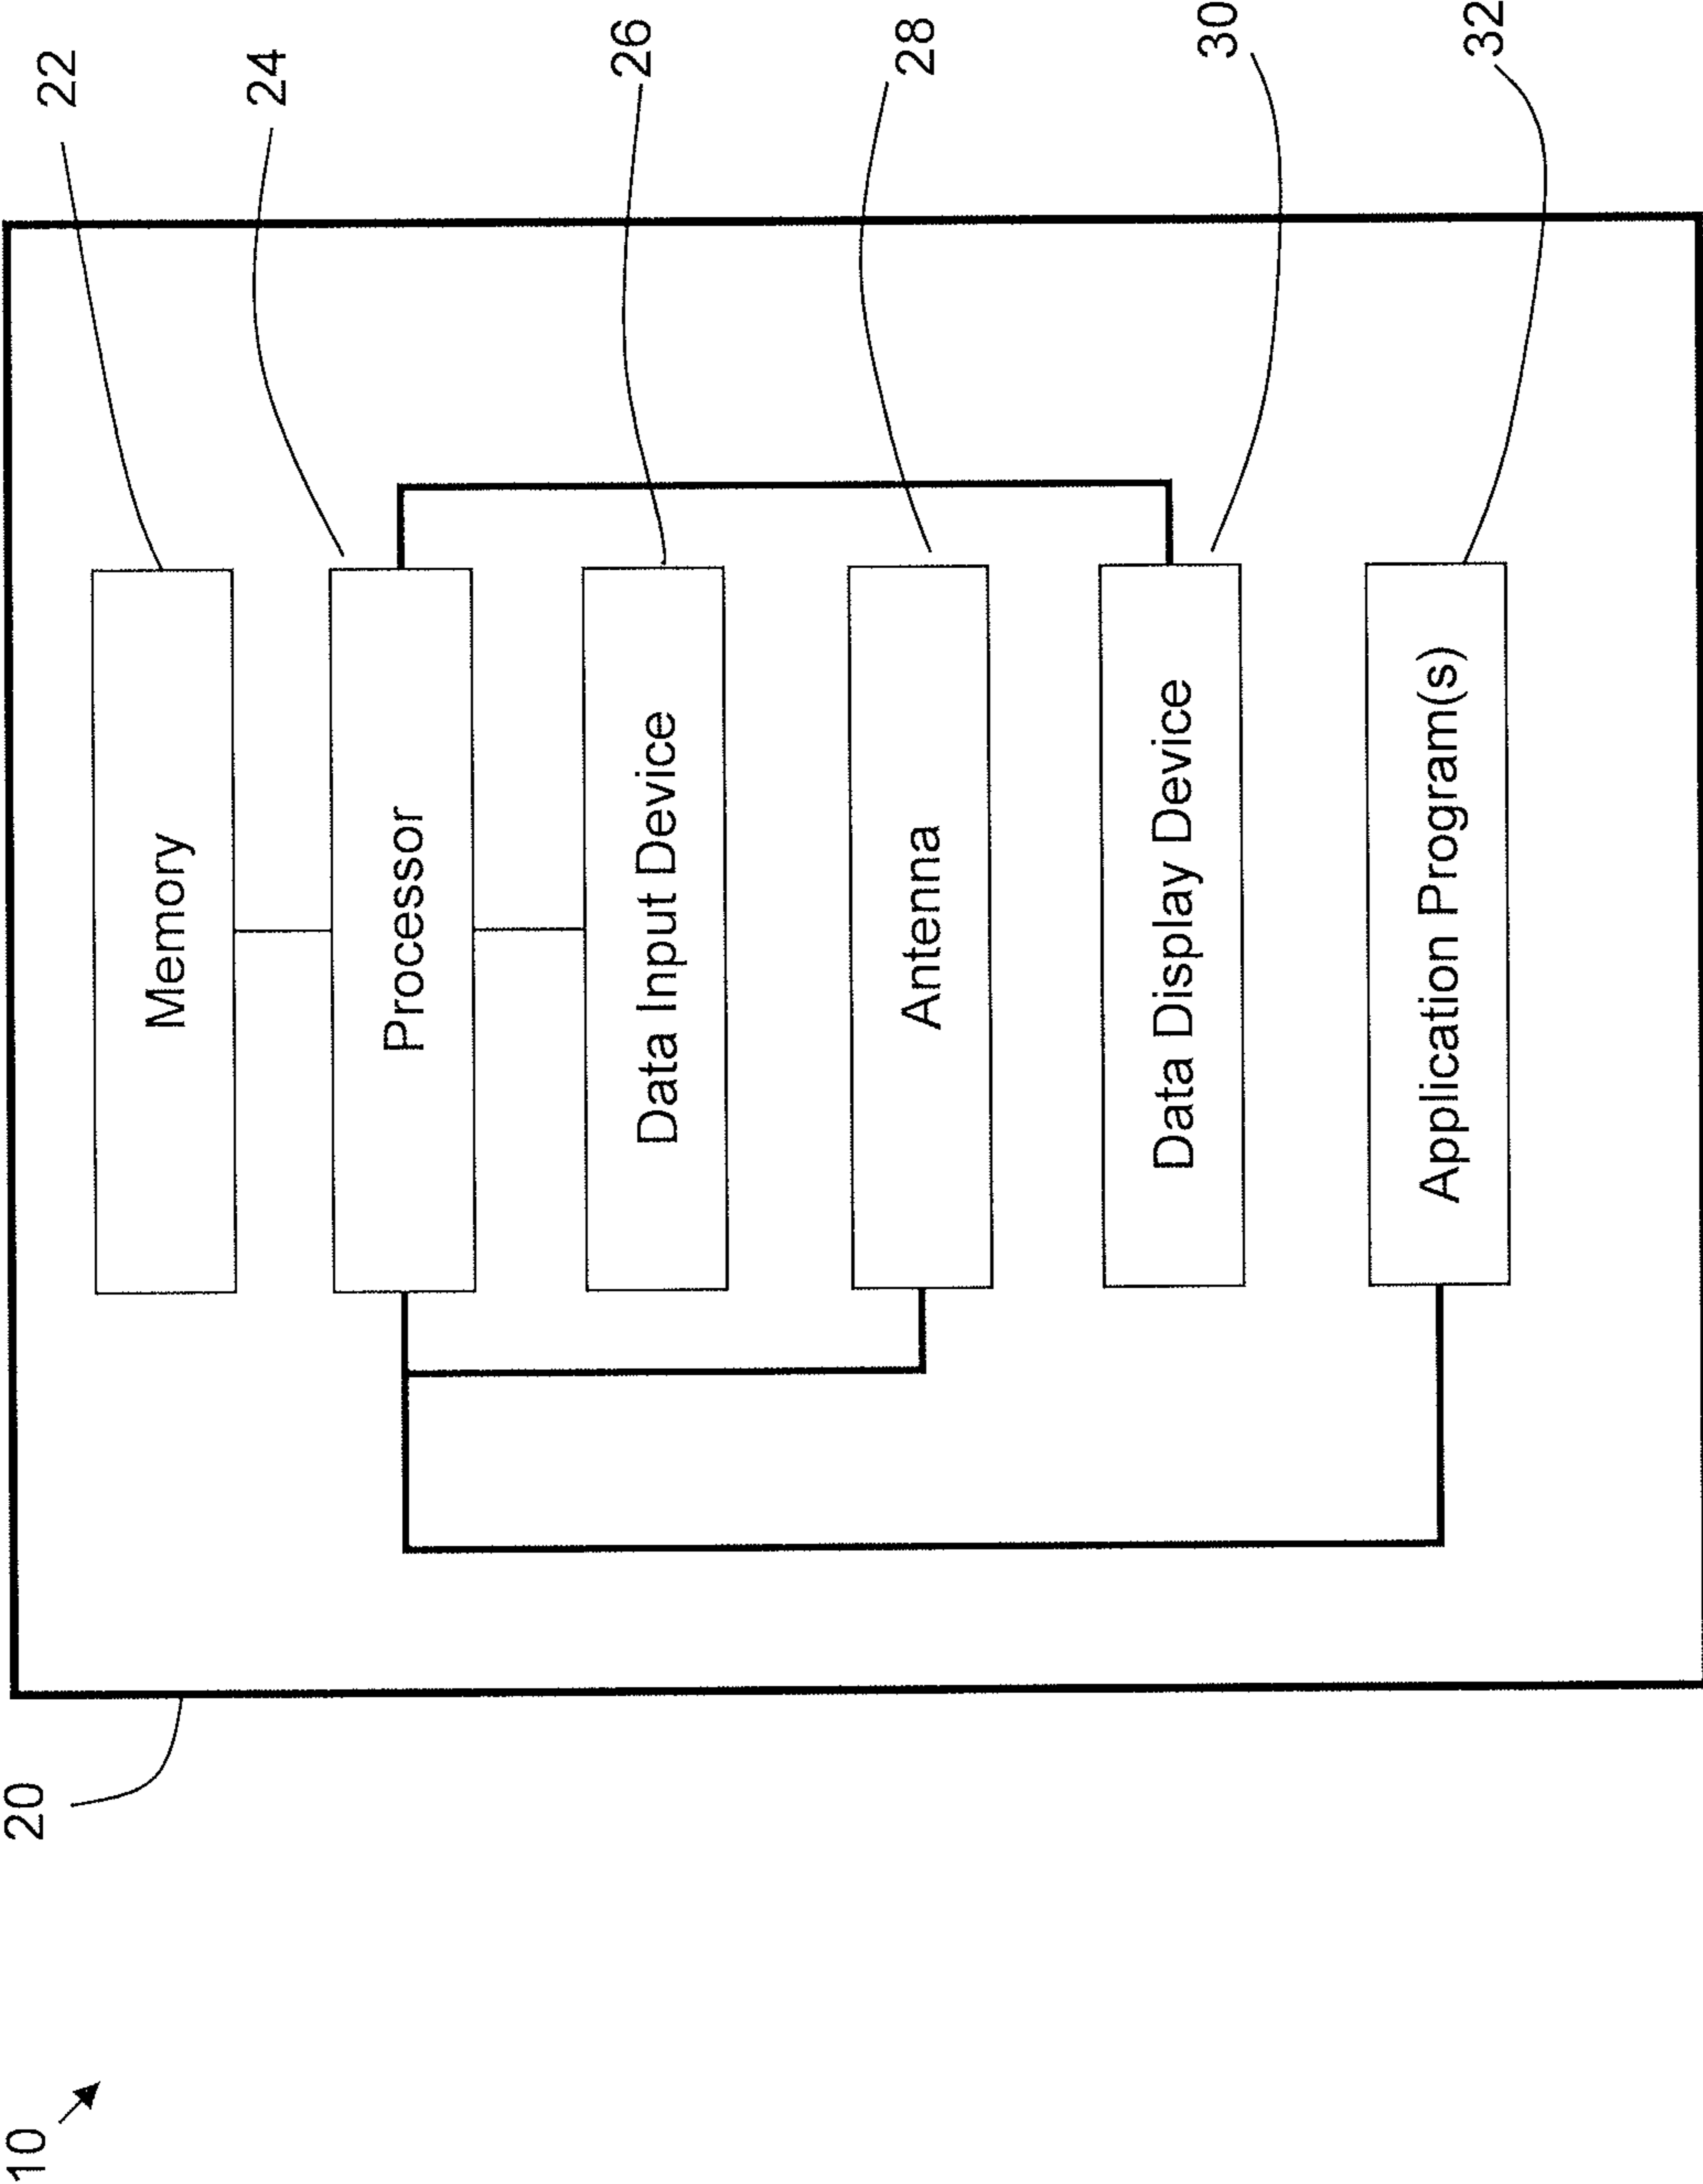 10
20
Memory
22
Processor
24
Data Input Device
26
Antenna
28
Data Display Device
30
Application Program(s)
32